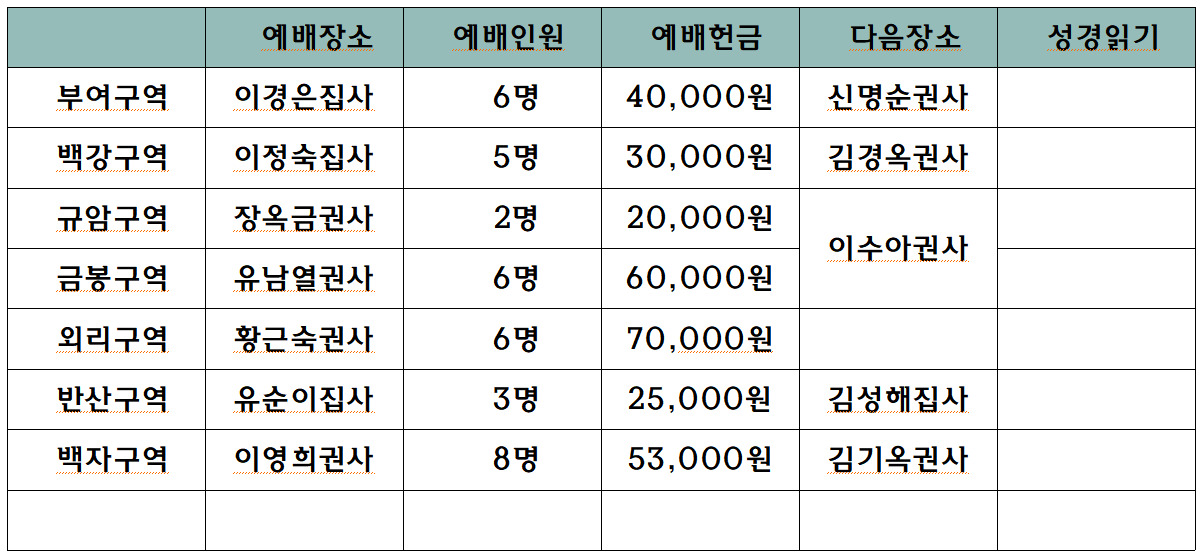 예배장소 예배인원 예배헌금 다음장소 성경읽기
부여구역 이경은집사 6명 40,000원 신명순권사
백강구역 이정숙집사 5명 30,000원 김경옥권사
규암구역 장옥금권사 2명 20,000원
이수아권사
금봉구역 유남열권사 6명 60,000원
외리구역 황근숙권사 6명 70,000원
반산구역 유순이집사 3명 25,000원 김성해집사
백자구역 이영희권사 8명 53,000원 김기옥권사